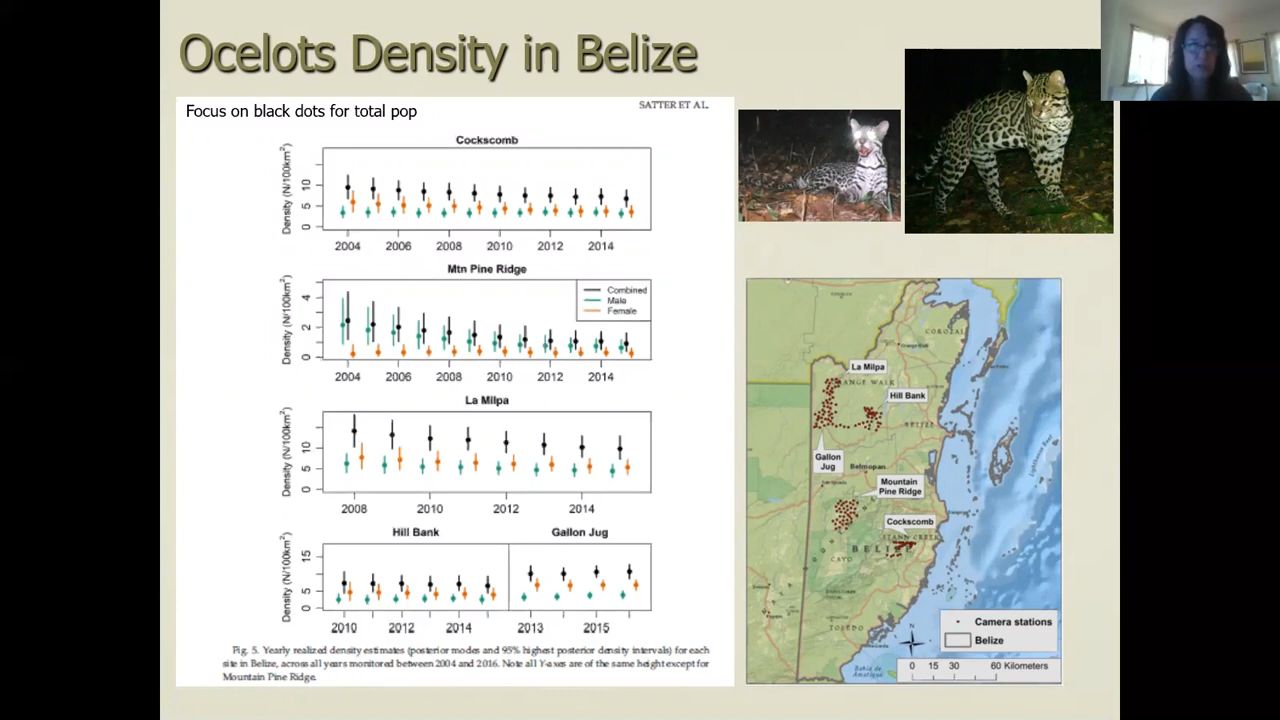 Ocelots Density in Belize
Focus on black dots for total pop
SATTER ET AL.
Cockscomb
Density (N/100km²)
10
5
0
2004 2006 2008 2010 2012 2014
Mtn Pine Ridge
Density (N/100km²)
4
2
0
Combined
Male
Female
2004 2006 2008 2010 2012 2014
La Milpa
Density (N/100km²)
10
5
0
2008 2010 2012 2014
Hill Bank Gallon Jug
Density (N/100km²)
15
5
0
2010 2012 2014 2013 2015
Fig. 5. Yearly realized density estimates (posterior modes and 95% highest posterior density intervals) for each
site in Belize, across all years monitored between 2004 and 2016. Note all Y-axes are of the same height except for
Mountain Pine Ridge.
COROZAL
La Milpa
ORANGE WALK
Hill Bank
BELIZE
Gallon
Jug
Belmopan
Mountain
Pine Ridge
Cockscomb
STANN CREEK
BELIZE
CAYO
TOLEDO
N
Bahia de
Amatique
Camera stations
Belize
0 15 30 60 Kilometers